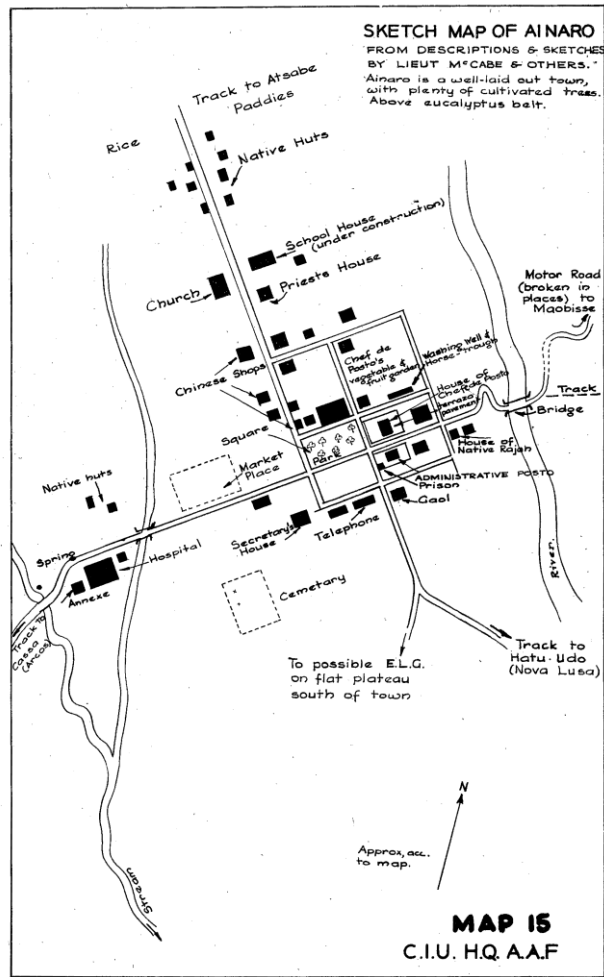 SKETCH MAP OF AINARO
FROM DESCRIPTIONS & SKETCHES
BY LIEUT McCABE & OTHERS."
Ainaro is a well-laid out town,
with plenty of cultivated trees.
Above eucalyptus belt.
Track to Atsabe
Paddies
Rice
Native Huts
School House
(under construction)
Church
Priests House
Motor Road
(broken in
places) to
Maobisse
Chinese Shops
Chef de
Posto's
vegetable &
fruit garden
Washing Well &
Horse-trough
House of
Chef de Posto
terrazo
pavement
Track
Bridge
Square
Park
House of
Native Rajah
Market
Place
ADMINISTRATIVE POSTO
Prison
Gaol
Native huts
Secretary's
House
Telephone
Spring
Hospital
Annexe
Cemetary
River.
Track to
Cassa
(Arcos)
To possible E.L.G.
on flat plateau
south of town
Track to
Hatu-Udo
(Nova Lusa)
N
Approx, acc.
to map.
Stream
MAP 15
C.I.U. H.Q. A.A.F